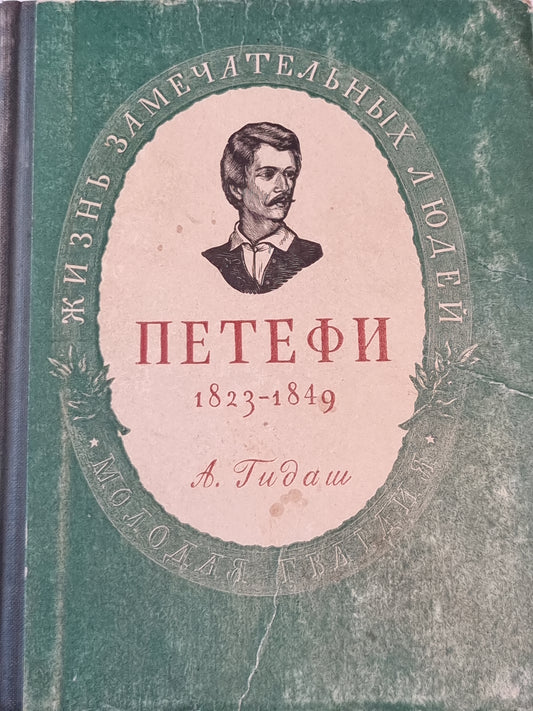 ЖИЗНЬ ЗАМЕЧАТЕЛЬНЫХ ЛЮДЕЙ
ПЕТЕФИ
1823-1849
А. Гидаш
* МОЛОДАЯ ГВАРДИЯ *